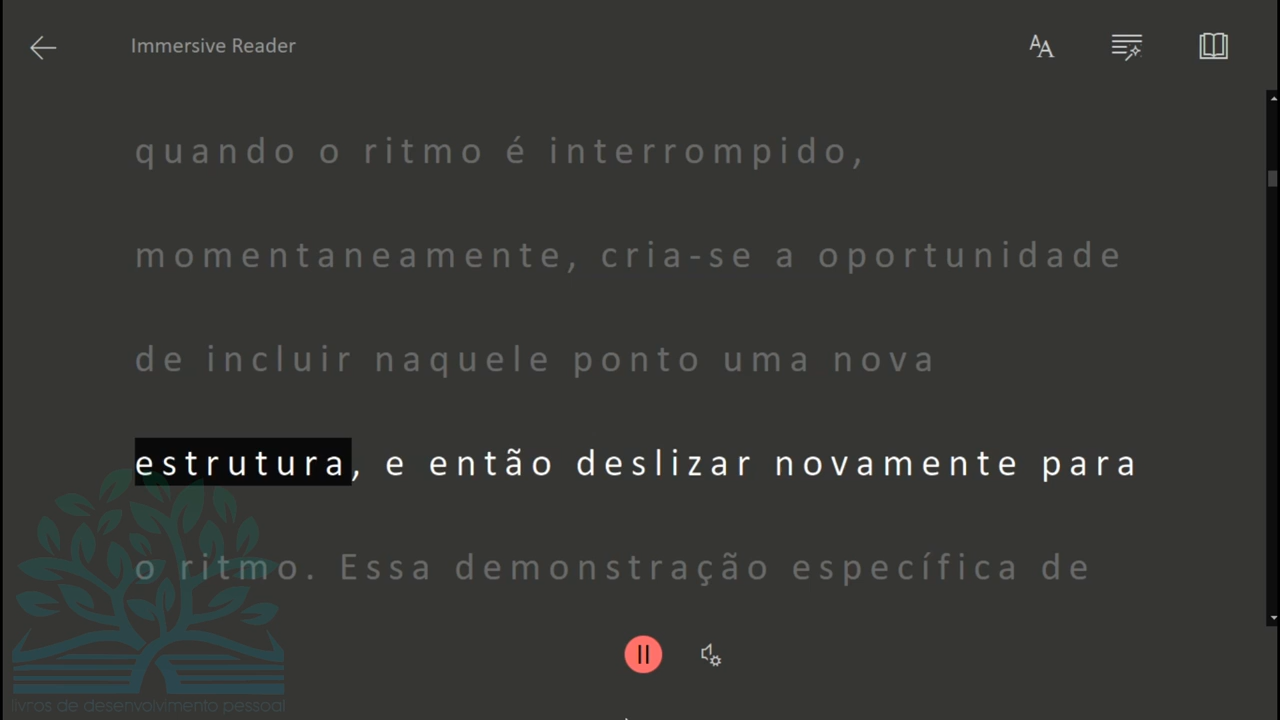 Immersive Reader
quando o ritmo é interrompido,
momentaneamente, cria-se a oportunidade
de incluir naquele ponto uma nova
estrutura, e então deslizar novamente para
o ritmo. Essa demonstração específica de
livros de desenvolvimento pessoal